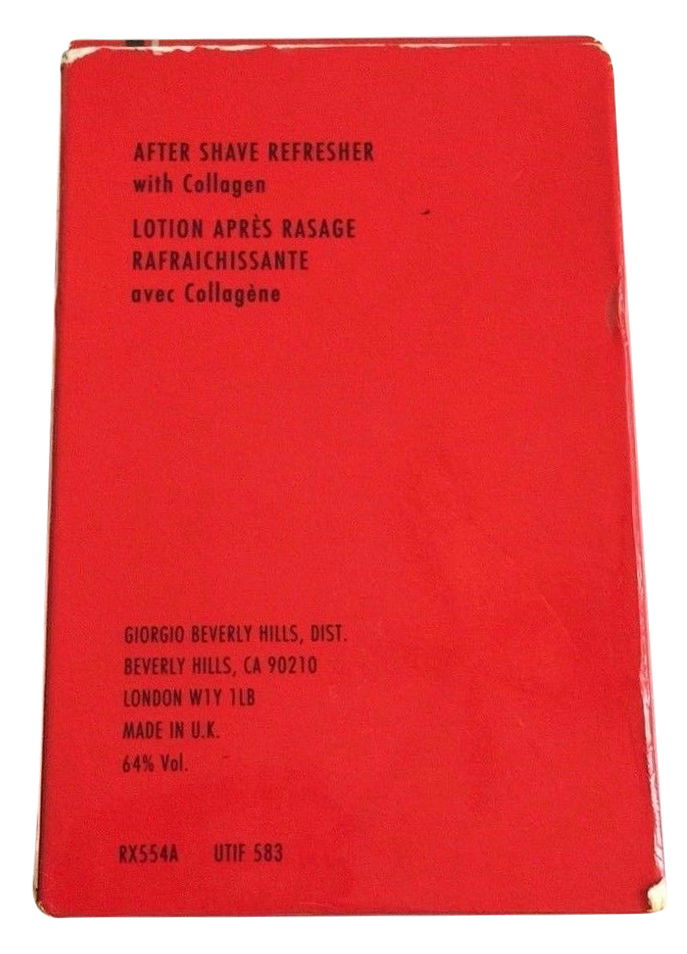 AFTER SHAVE REFRESHER
with Collagen
LOTION APRÈS RASAGE
RAFRAICHISSANTE
avec Collagène
GIORGIO BEVERLY HILLS, DIST.
BEVERLY HILLS, CA 90210
LONDON W1Y 1LB
MADE IN U.K.
64% Vol.
RX554A UTIF 583